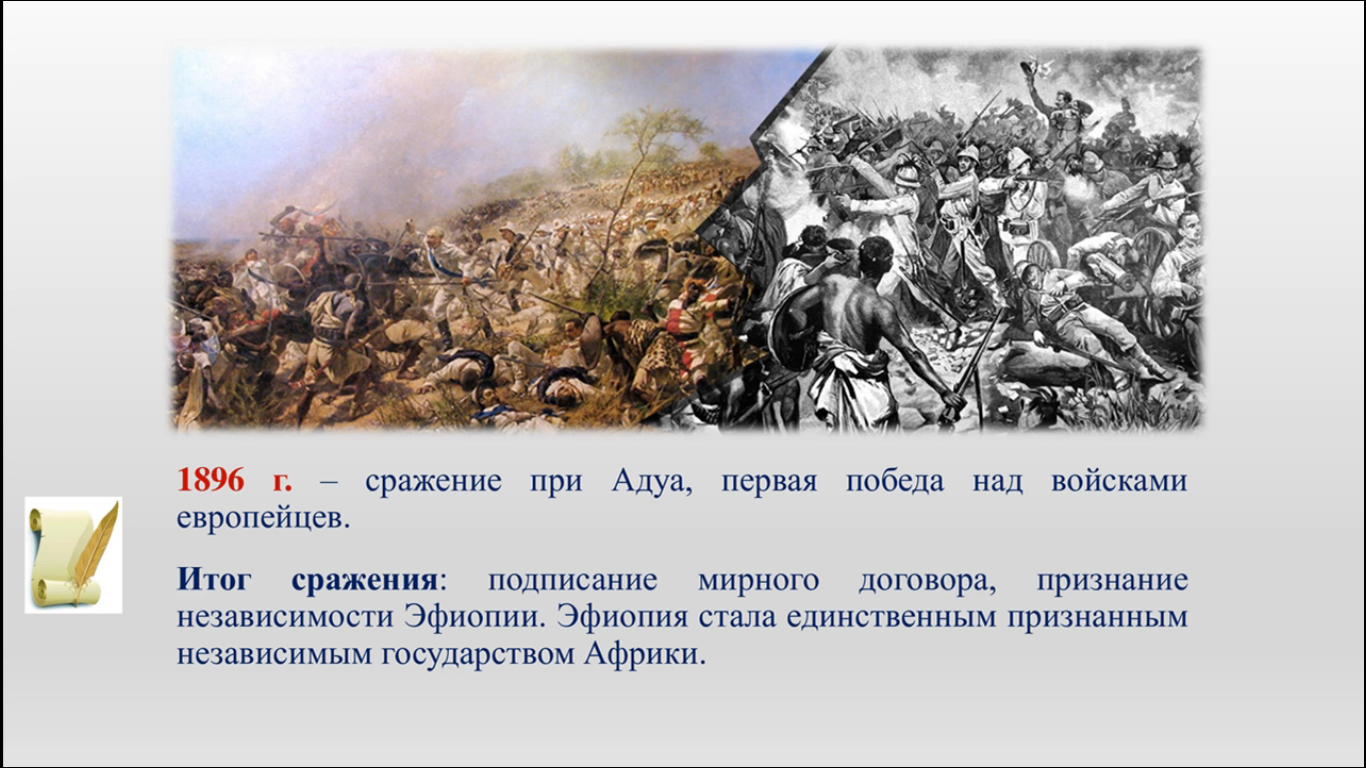 1896 г. – сражение при Адуа, первая победа над войсками
европейцев.
Итог сражения: подписание мирного договора, признание
независимости Эфиопии. Эфиопия стала единственным признанным
независимым государством Африки.